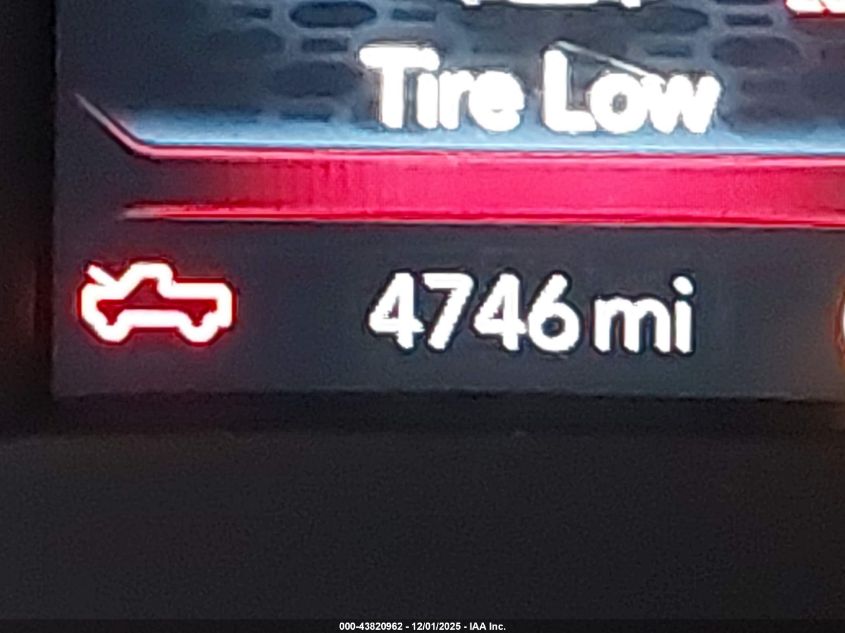 Tire Low
4746 mi
000-43820962 - 12/01/2025 - IAA Inc.